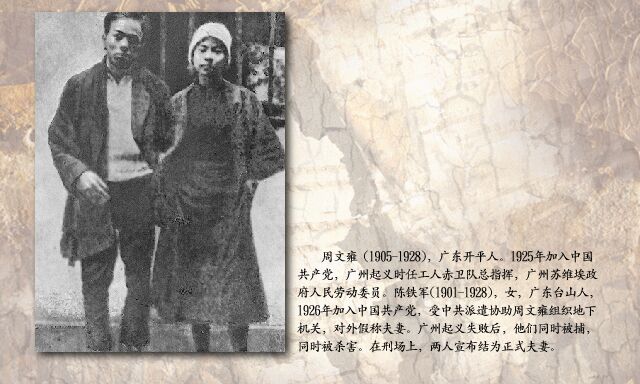 周文雍(1905-1928)，广东开平人。1925年加入中国
共产党，广州起义时任工人赤卫队总指挥，广州苏维埃政
府人民劳动委员。陈铁军(1901-1928)，女，广东台山人，
1926年加入中国共产党，受中共派遣协助周文雍组织地下
机关，对外假称夫妻。广州起义失败后，他们同时被捕，
同时被杀害。在刑场上，两人宣布结为正式夫妻。